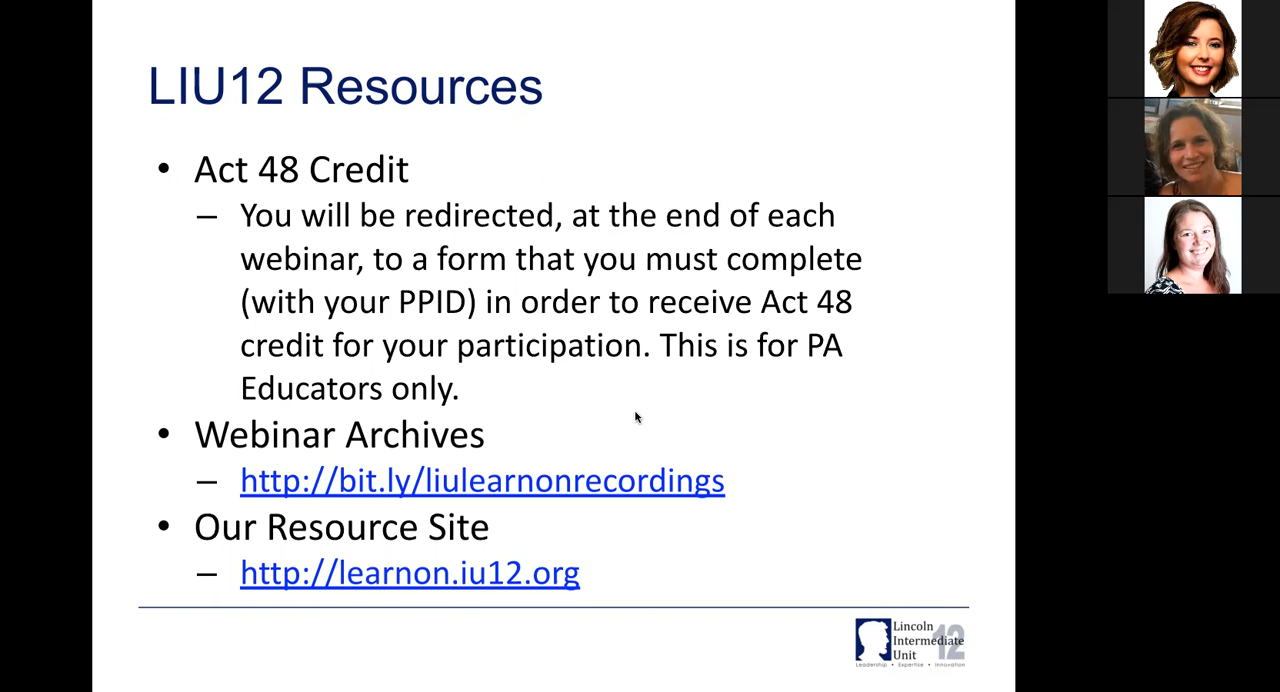 LIU12 Resources
• Act 48 Credit
– You will be redirected, at the end of each
webinar, to a form that you must complete
(with your PPID) in order to receive Act 48
credit for your participation. This is for PA
Educators only.
• Webinar Archives
– http://bit.ly/liulearnonrecordings
• Our Resource Site
– http://learnon.iu12.org
Lincoln
Intermediate
Unit
12
Leadership • Expertise • Innovation